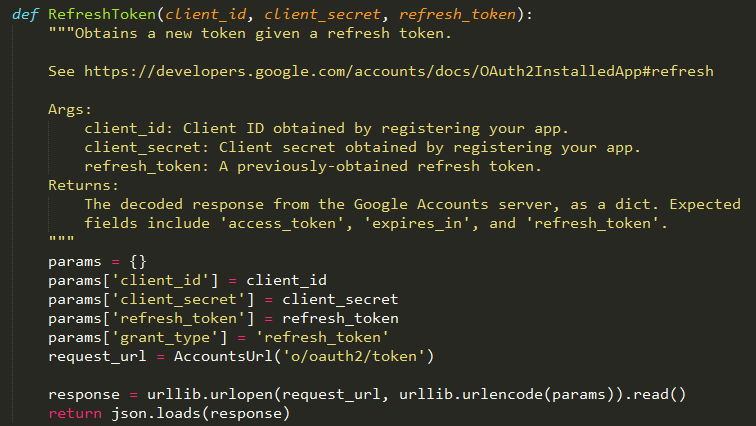 def RefreshToken(client_id, client_secret, refresh_token):
    """Obtains a new token given a refresh token.

    See https://developers.google.com/accounts/docs/OAuth2InstalledApp#refresh

    Args:
        client_id: Client ID obtained by registering your app.
        client_secret: Client secret obtained by registering your app.
        refresh_token: A previously-obtained refresh token.
    Returns:
        The decoded response from the Google Accounts server, as a dict. Expected
        fields include 'access_token', 'expires_in', and 'refresh_token'.
    """
    params = {}
    params['client_id'] = client_id
    params['client_secret'] = client_secret
    params['refresh_token'] = refresh_token
    params['grant_type'] = 'refresh_token'
    request_url = AccountsUrl('o/oauth2/token')

    response = urllib.urlopen(request_url, urllib.urlencode(params)).read()
    return json.loads(response)